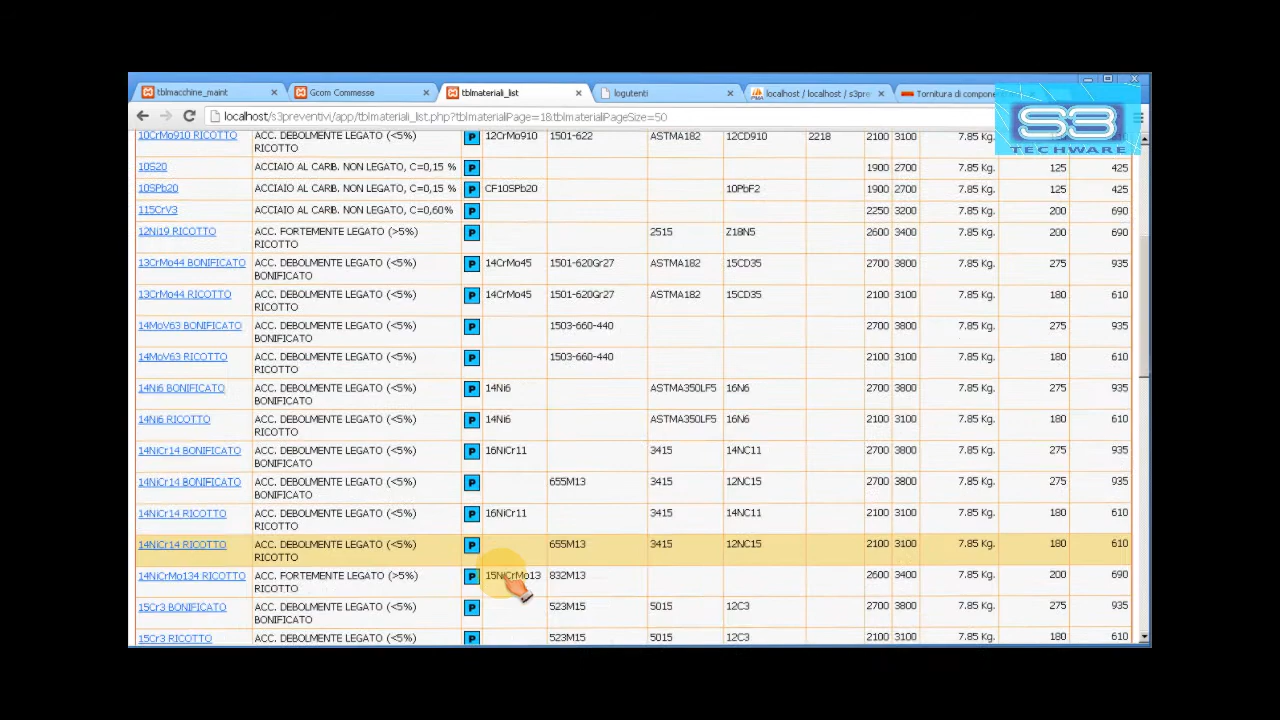 tblmacchine_maint
Gcom Commesse
tblmateriali_list
logutenti
localhost / localhost / s3pre
Tornitura di compone
S3
TECHWARE
10CrMo910 RICOTTO ACC. DEBOLMENTE LEGATO (<5%) P 12CrMo910 1501-622 ASTMA182 12CD910 2218 2100 3100 7.85 Kg.
RICOTTO
10S20 ACCIAIO AL CARB. NON LEGATO, C=0,15 % P 1900 2700 7.85 Kg. 125 425
10SPb20 ACCIAIO AL CARB. NON LEGATO, C=0,15 % P CF10SPb20 10PbF2 1900 2700 7.85 Kg. 125 425
115CrV3 ACCIAIO AL CARB. NON LEGATO, C=0,60% P 2250 3200 7.85 Kg. 200 690
12Ni19 RICOTTO ACC. FORTEMENTE LEGATO (>5%) P 2515 Z18N5 2600 3400 7.85 Kg. 200 690
RICOTTO
13CrMo44 BONIFICATO ACC. DEBOLMENTE LEGATO (<5%) P 14CrMo45 1501-620Gr27 ASTMA182 15CD35 2700 3800 7.85 Kg. 275 935
BONIFICATO
13CrMo44 RICOTTO ACC. DEBOLMENTE LEGATO (<5%) P 14CrMo45 1501-620Gr27 ASTMA182 15CD35 2100 3100 7.85 Kg. 180 610
RICOTTO
14MoV63 BONIFICATO ACC. DEBOLMENTE LEGATO (<5%) P 1503-660-440 2700 3800 7.85 Kg. 275 935
BONIFICATO
14MoV63 RICOTTO ACC. DEBOLMENTE LEGATO (<5%) P 1503-660-440 2100 3100 7.85 Kg. 180 610
RICOTTO
14Ni6 BONIFICATO ACC. DEBOLMENTE LEGATO (<5%) P 14Ni6 ASTMA350LF5 16N6 2700 3800 7.85 Kg. 275 935
BONIFICATO
14Ni6 RICOTTO ACC. DEBOLMENTE LEGATO (<5%) P 14Ni6 ASTMA350LF5 16N6 2100 3100 7.85 Kg. 180 610
RICOTTO
14NiCr14 BONIFICATO ACC. DEBOLMENTE LEGATO (<5%) P 16NiCr11 3415 14NC11 2700 3800 7.85 Kg. 275 935
BONIFICATO
14NiCr14 BONIFICATO ACC. DEBOLMENTE LEGATO (<5%) P 655M13 3415 12NC15 2700 3800 7.85 Kg. 275 935
BONIFICATO
14NiCr14 RICOTTO ACC. DEBOLMENTE LEGATO (<5%) P 16NiCr11 3415 14NC11 2100 3100 7.85 Kg. 180 610
RICOTTO
14NiCr14 RICOTTO ACC. DEBOLMENTE LEGATO (<5%) P 655M13 3415 12NC15 2100 3100 7.85 Kg. 180 610
RICOTTO
14NiCrMo134 RICOTTO ACC. FORTEMENTE LEGATO (>5%) P 15NiCrMo13 832M13 2600 3400 7.85 Kg. 200 690
RICOTTO
15Cr3 BONIFICATO ACC. DEBOLMENTE LEGATO (<5%) P 523M15 5015 12C3 2700 3800 7.85 Kg. 275 935
BONIFICATO
15Cr3 RICOTTO ACC. DEBOLMENTE LEGATO (<5%) P 523M15 5015 12C3 2100 3100 7.85 Kg. 180 610